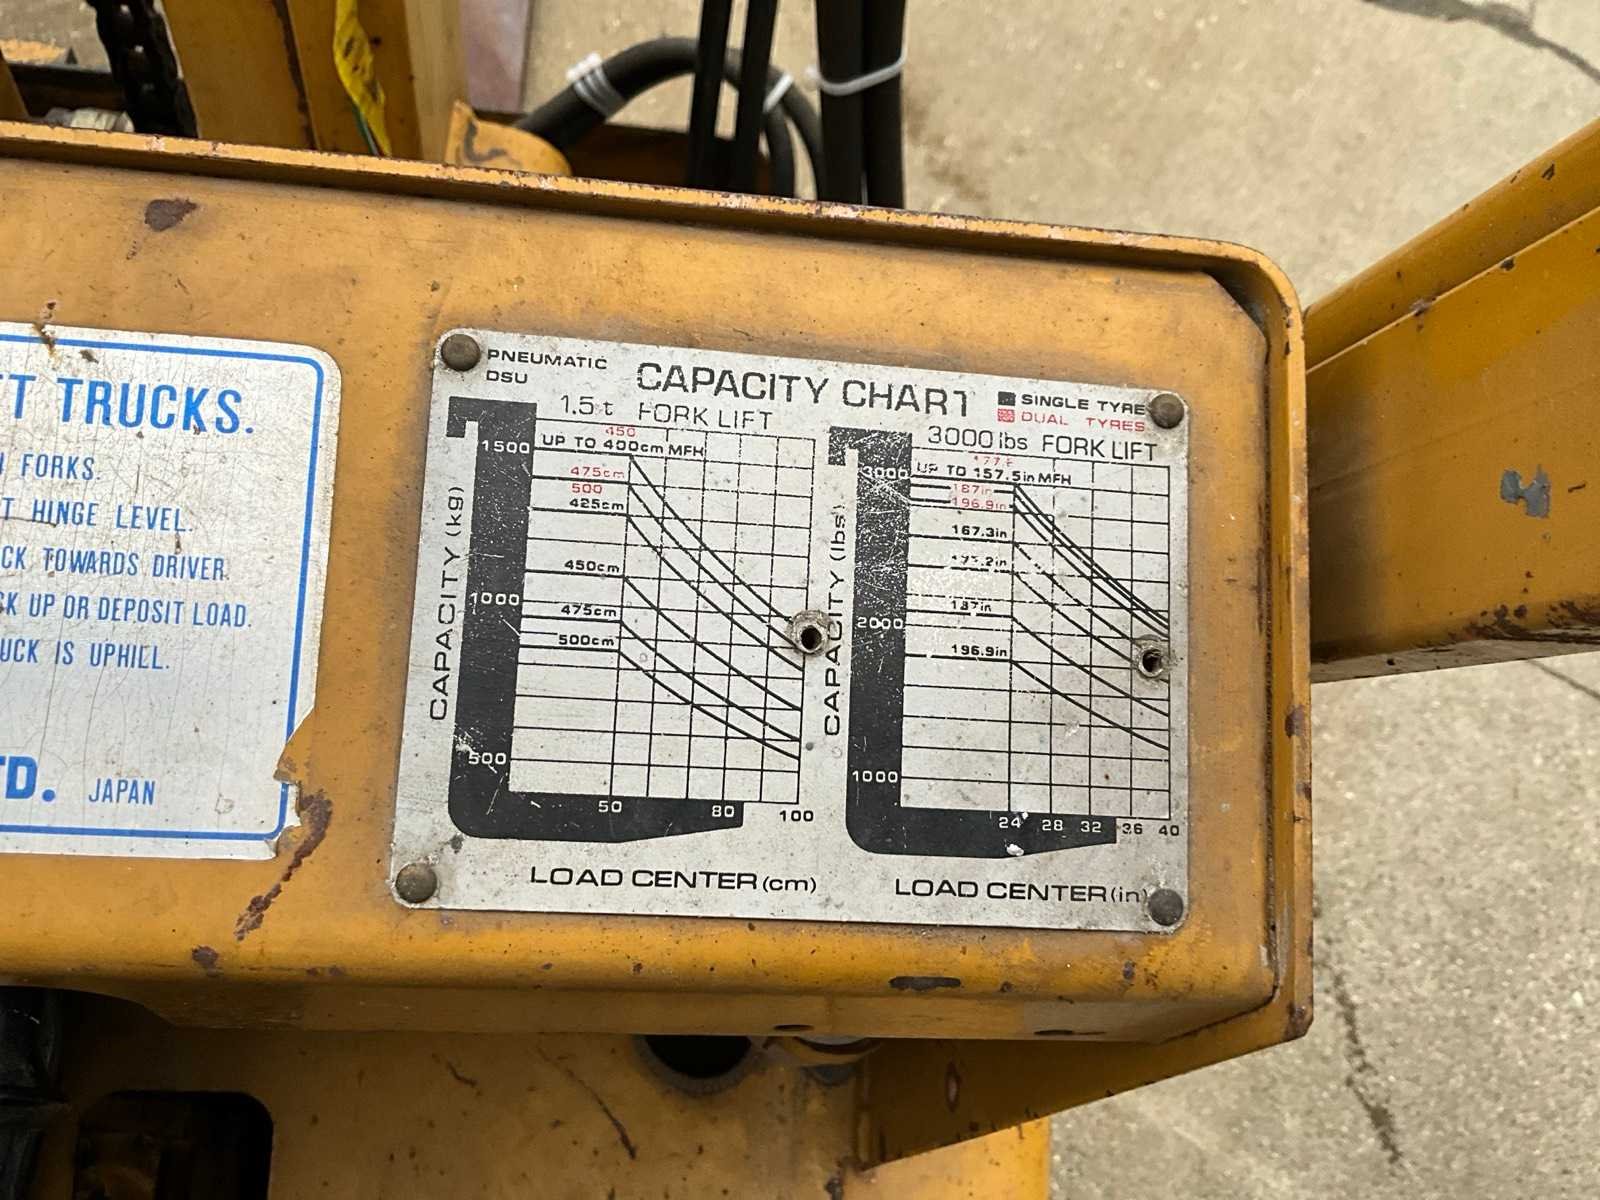 T TRUCKS.
FORKS.
T HINGE LEVEL.
CK TOWARDS DRIVER.
CK UP OR DEPOSIT LOAD.
UCK IS UPHILL.
TD. JAPAN
PNEUMATIC
DSU
CAPACITY CHART
SINGLE TYRE
DUAL TYRES
1.5 t FORK LIFT
450
1500
UP TO 400cm MFH
475cm
500
425cm
450cm
1000
475cm
500cm
500
50 80 100
CAPACITY (kg)
LOAD CENTER (cm)
3000 lbs FORK LIFT
3000
UP TO 157.5in MFH
187in
196.9in
167.3in
187in
2000
196.9in
1000
24 28 32 36 40
CAPACITY (lbs)
LOAD CENTER (in)